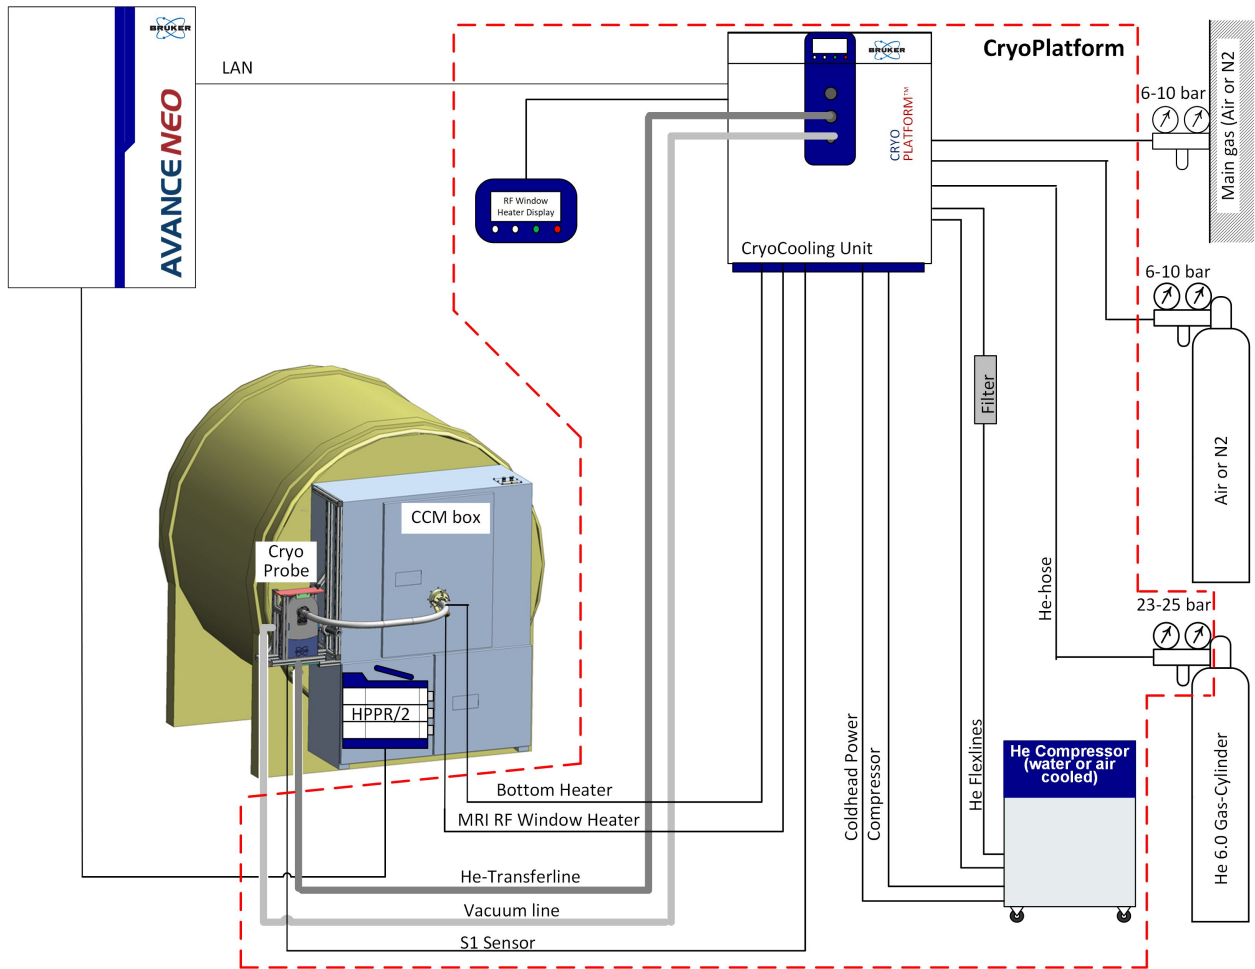 BRUKER
AVANCE NEO
LAN
CryoPlatform
BRUKER
CRYO
PLATFORM™
CryoCooling Unit
RF Window
Heater Display
6-10 bar
Main gas (Air or N2
6-10 bar
Air or N2
Filter
He-hose
23-25 bar
He 6.0 Gas-Cylinder
CCM box
Cryo
Probe
HPPR/2
Coldhead Power
Compressor
He Flexlines
He Compressor
(water or air
cooled)
Bottom Heater
MRI RF Window Heater
He-Transferline
Vacuum line
S1 Sensor